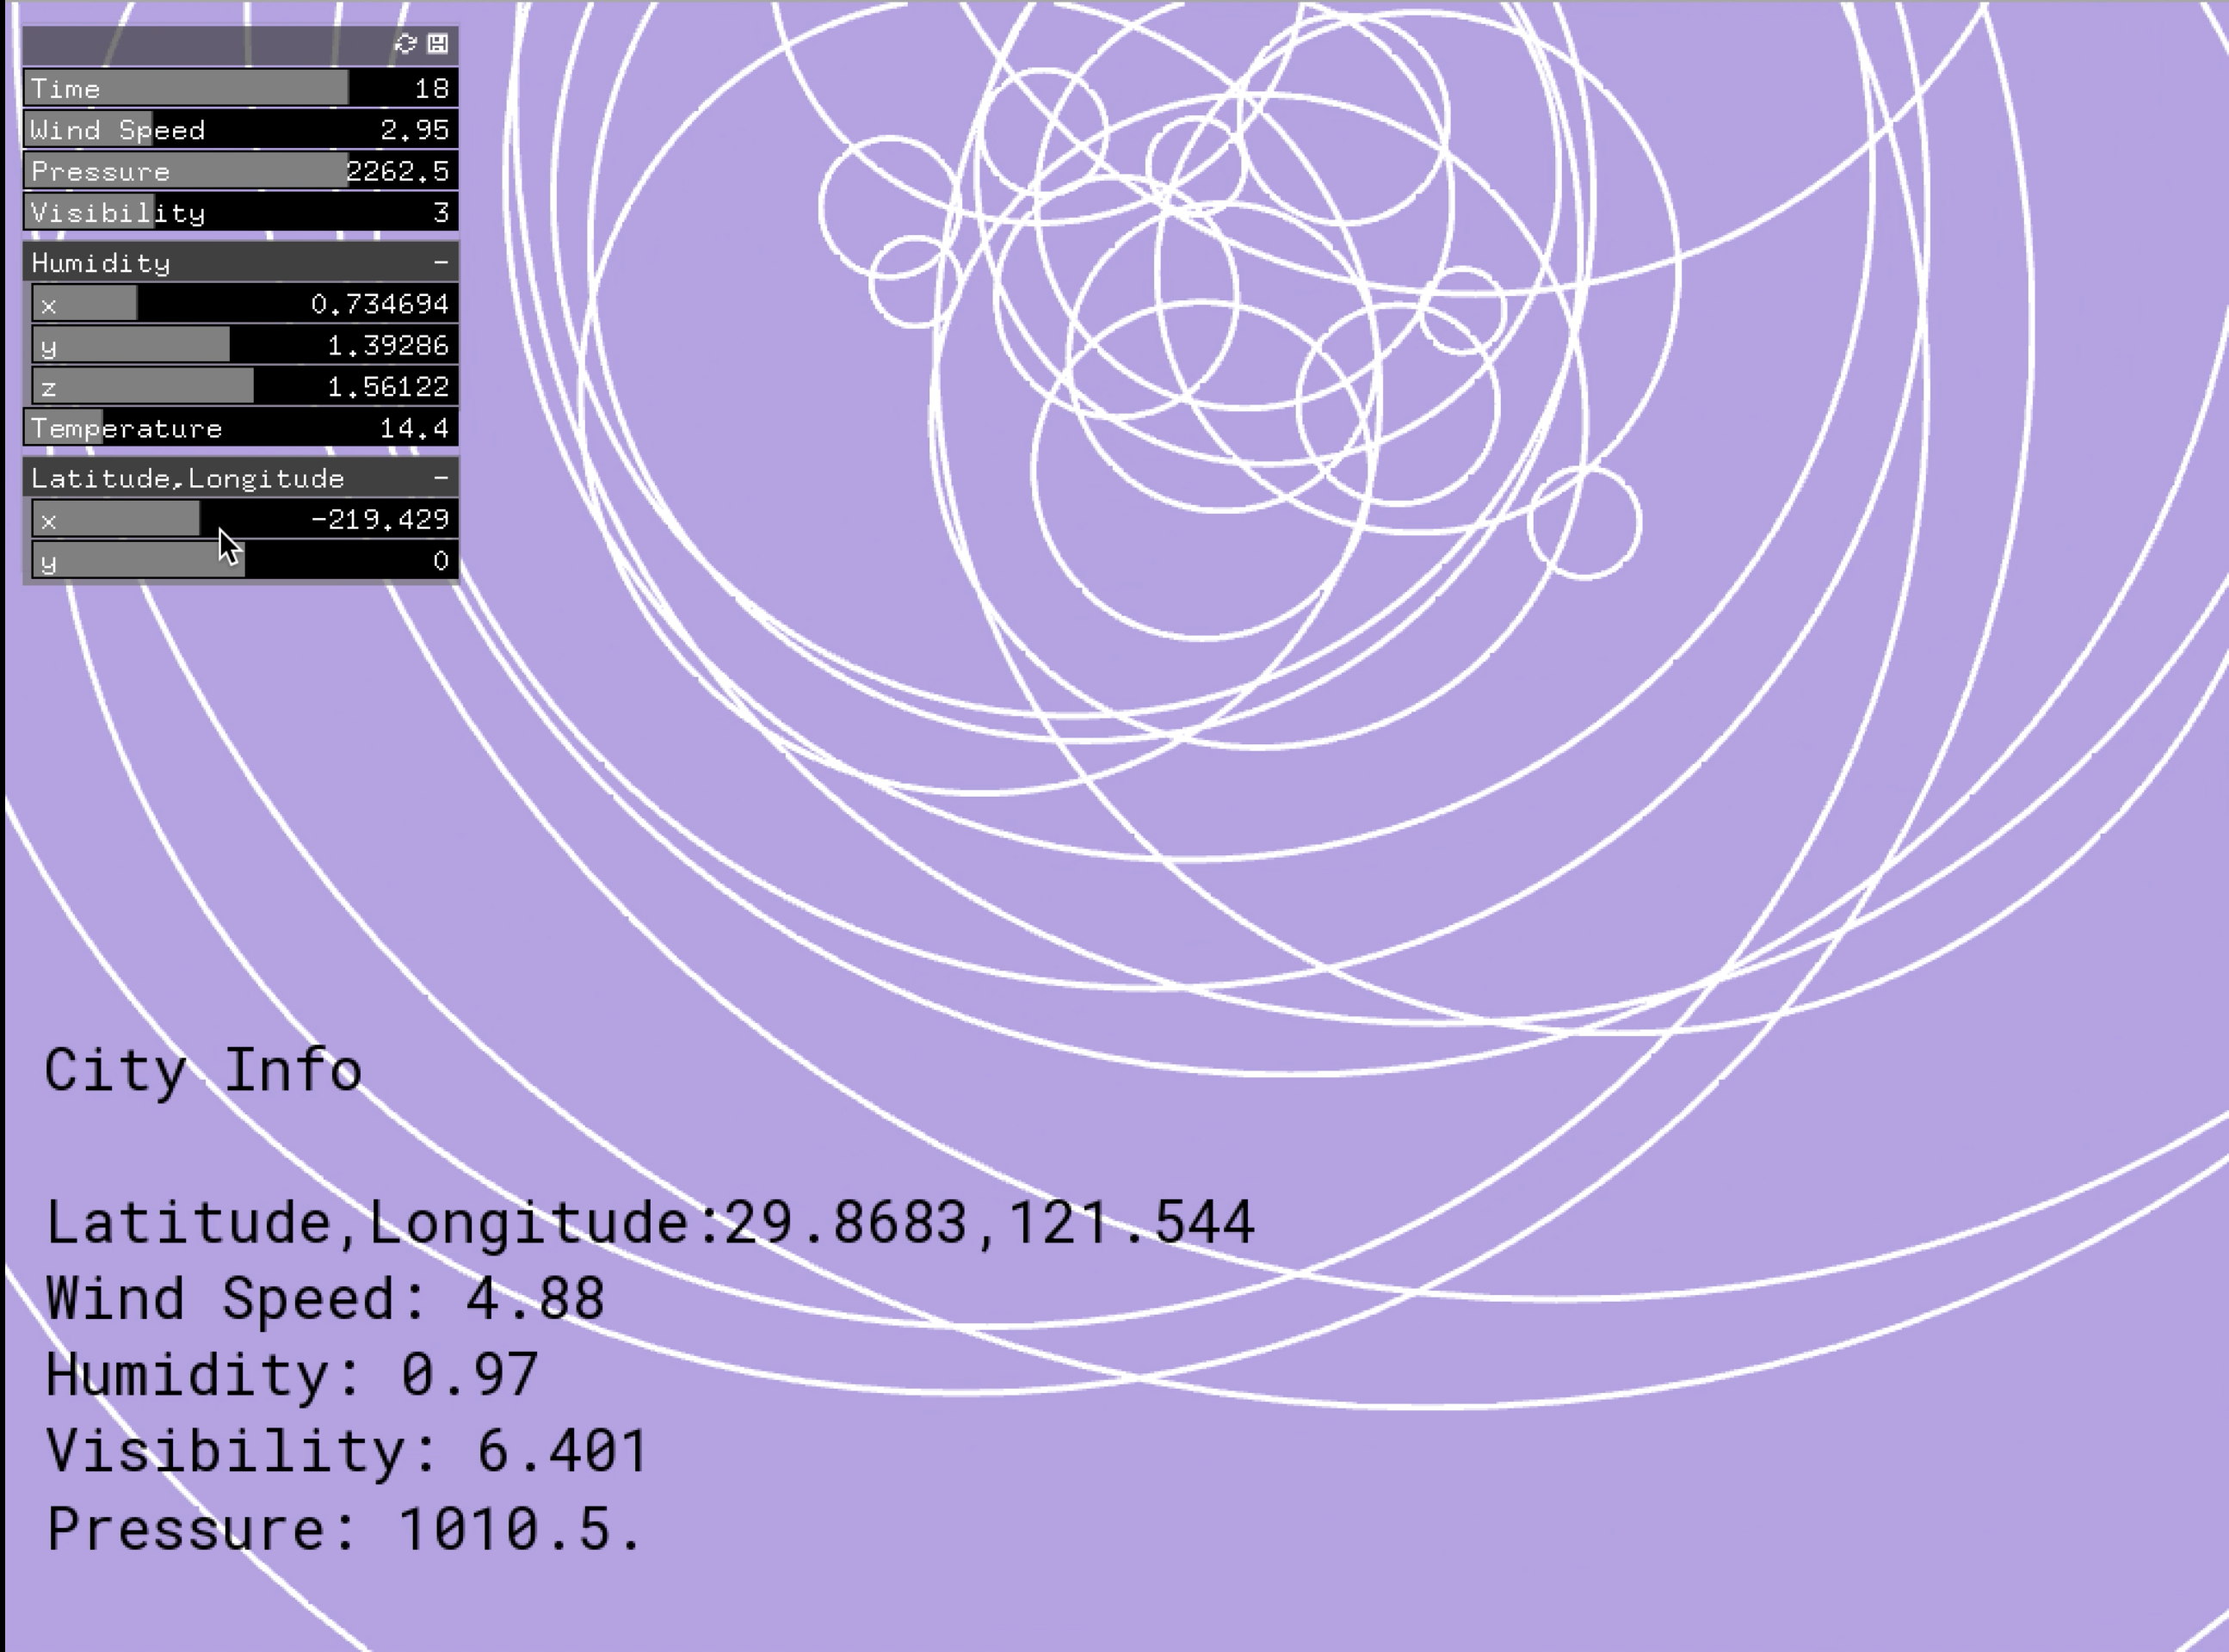 Time 18
Wind Speed 2.95
Pressure 2262.5
Visibility 3
Humidity -
x 0.734694
y 1.39286
z 1.56122
Temperature 14.4
Latitude,Longitude -
x -219.429
y 0
City Info
Latitude,Longitude:29.8683,121.544
Wind Speed: 4.88
Humidity: 0.97
Visibility: 6.401
Pressure: 1010.5.